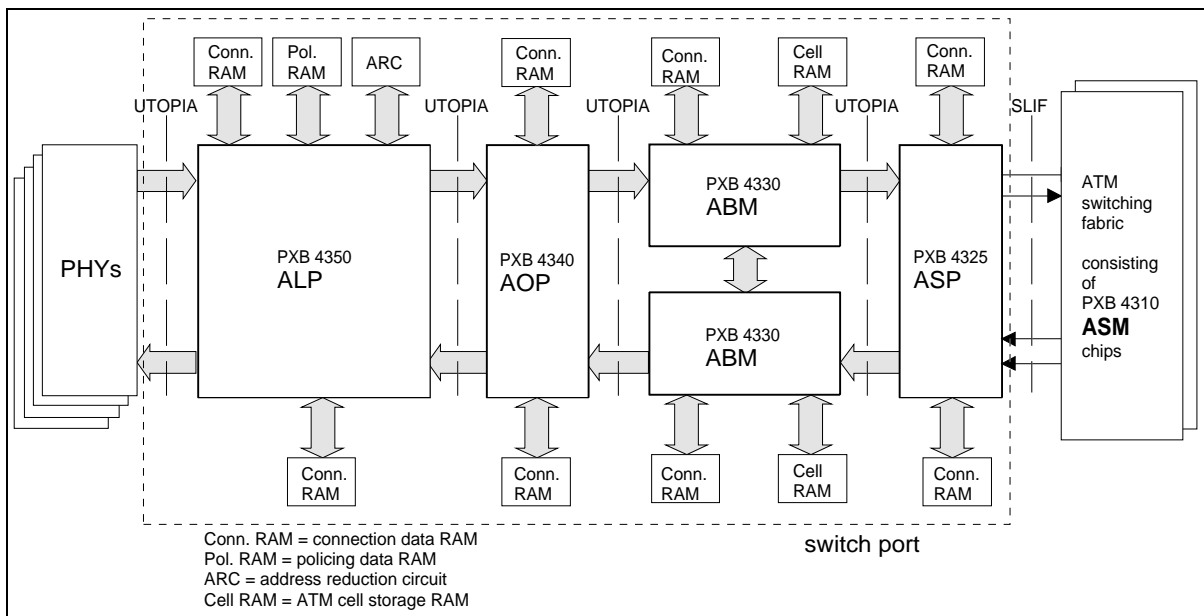 Conn.
RAM
Pol.
RAM
ARC
Conn.
RAM
Conn.
RAM
Cell
RAM
Conn.
RAM
UTOPIA
UTOPIA
UTOPIA
UTOPIA
SLIF
PHYs
PXB 4350
ALP
PXB 4340
AOP
PXB 4330
ABM
PXB 4330
ABM
PXB 4325
ASP
ATM
switching
fabric
consisting
of
PXB 4310
ASM
chips
Conn.
RAM
Conn.
RAM
Conn.
RAM
Cell
RAM
Conn.
RAM
switch port
Conn. RAM = connection data RAM
Pol. RAM = policing data RAM
ARC = address reduction circuit
Cell RAM = ATM cell storage RAM